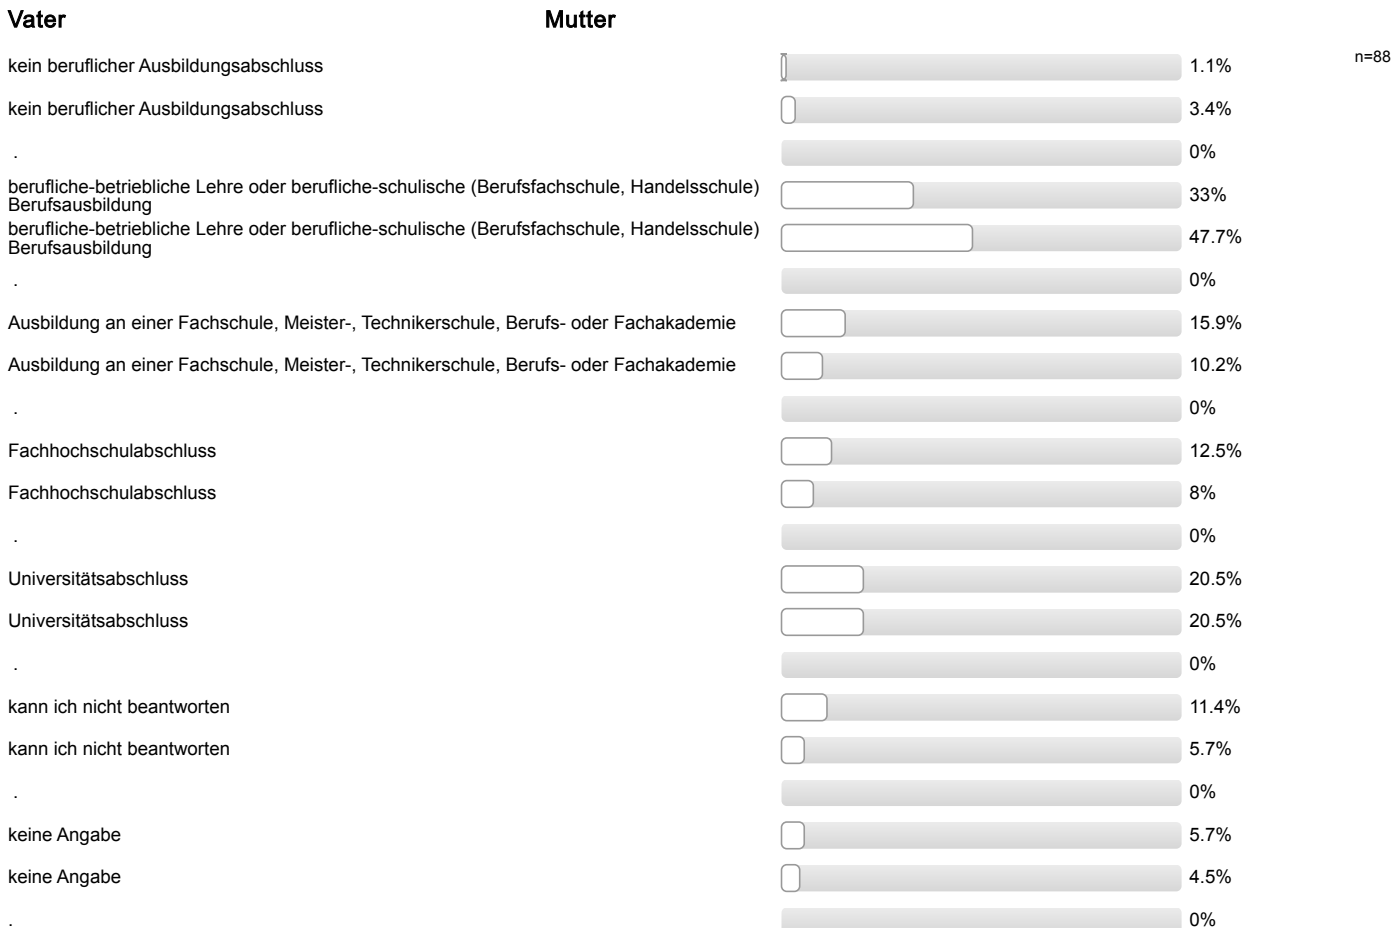 Vater Mutter
kein beruflicher Ausbildungsabschluss 1.1% n=88
kein beruflicher Ausbildungsabschluss 3.4%
. 0%
berufliche-betriebliche Lehre oder berufliche-schulische (Berufsfachschule, Handelsschule)
Berufsausbildung 33%
berufliche-betriebliche Lehre oder berufliche-schulische (Berufsfachschule, Handelsschule)
Berufsausbildung 47.7%
. 0%
Ausbildung an einer Fachschule, Meister-, Technikerschule, Berufs- oder Fachakademie 15.9%
Ausbildung an einer Fachschule, Meister-, Technikerschule, Berufs- oder Fachakademie 10.2%
. 0%
Fachhochschulabschluss 12.5%
Fachhochschulabschluss 8%
. 0%
Universitätsabschluss 20.5%
Universitätsabschluss 20.5%
. 0%
kann ich nicht beantworten 11.4%
kann ich nicht beantworten 5.7%
. 0%
keine Angabe 5.7%
keine Angabe 4.5%
. 0%